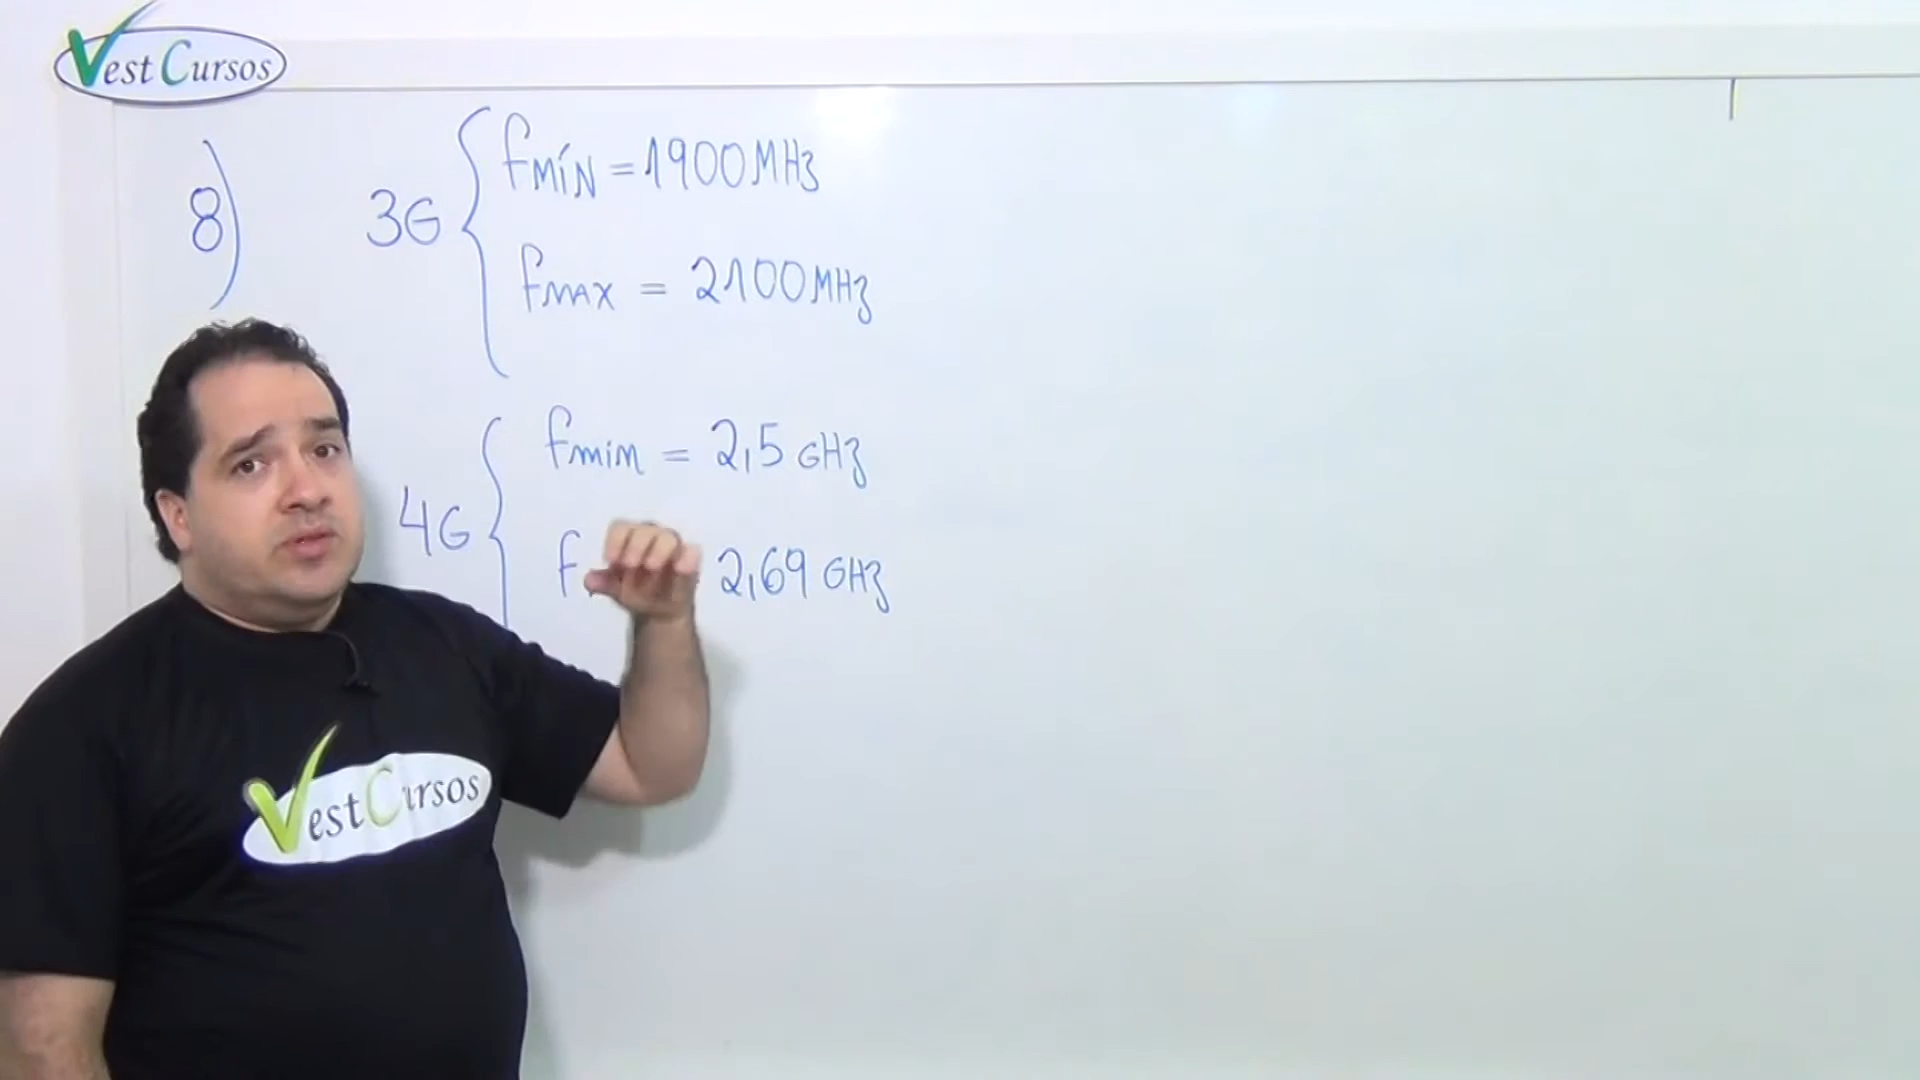 Vest Cursos
8)
3G
fMÍN = 1900 MHz
fMAX = 2100 MHz
4G
fmin = 2,5 GHz
f 2,69 GHz
Vest Cursos